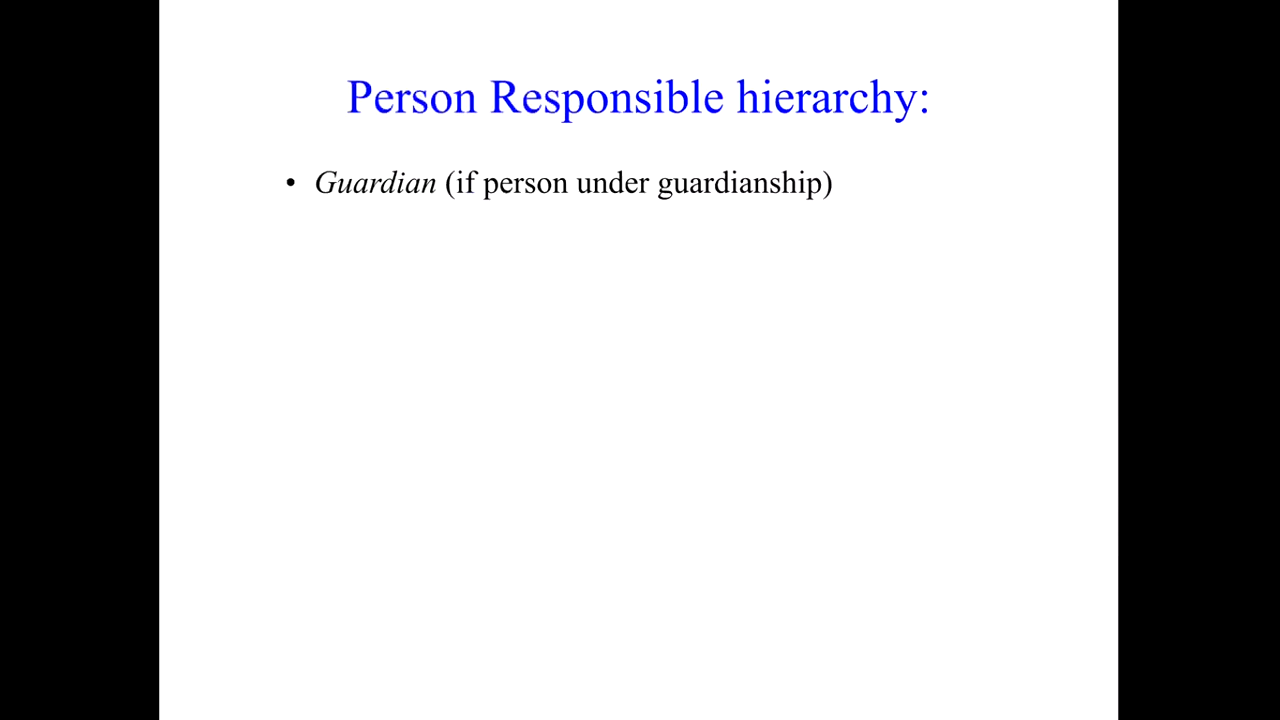 Person Responsible hierarchy:
• Guardian (if person under guardianship)